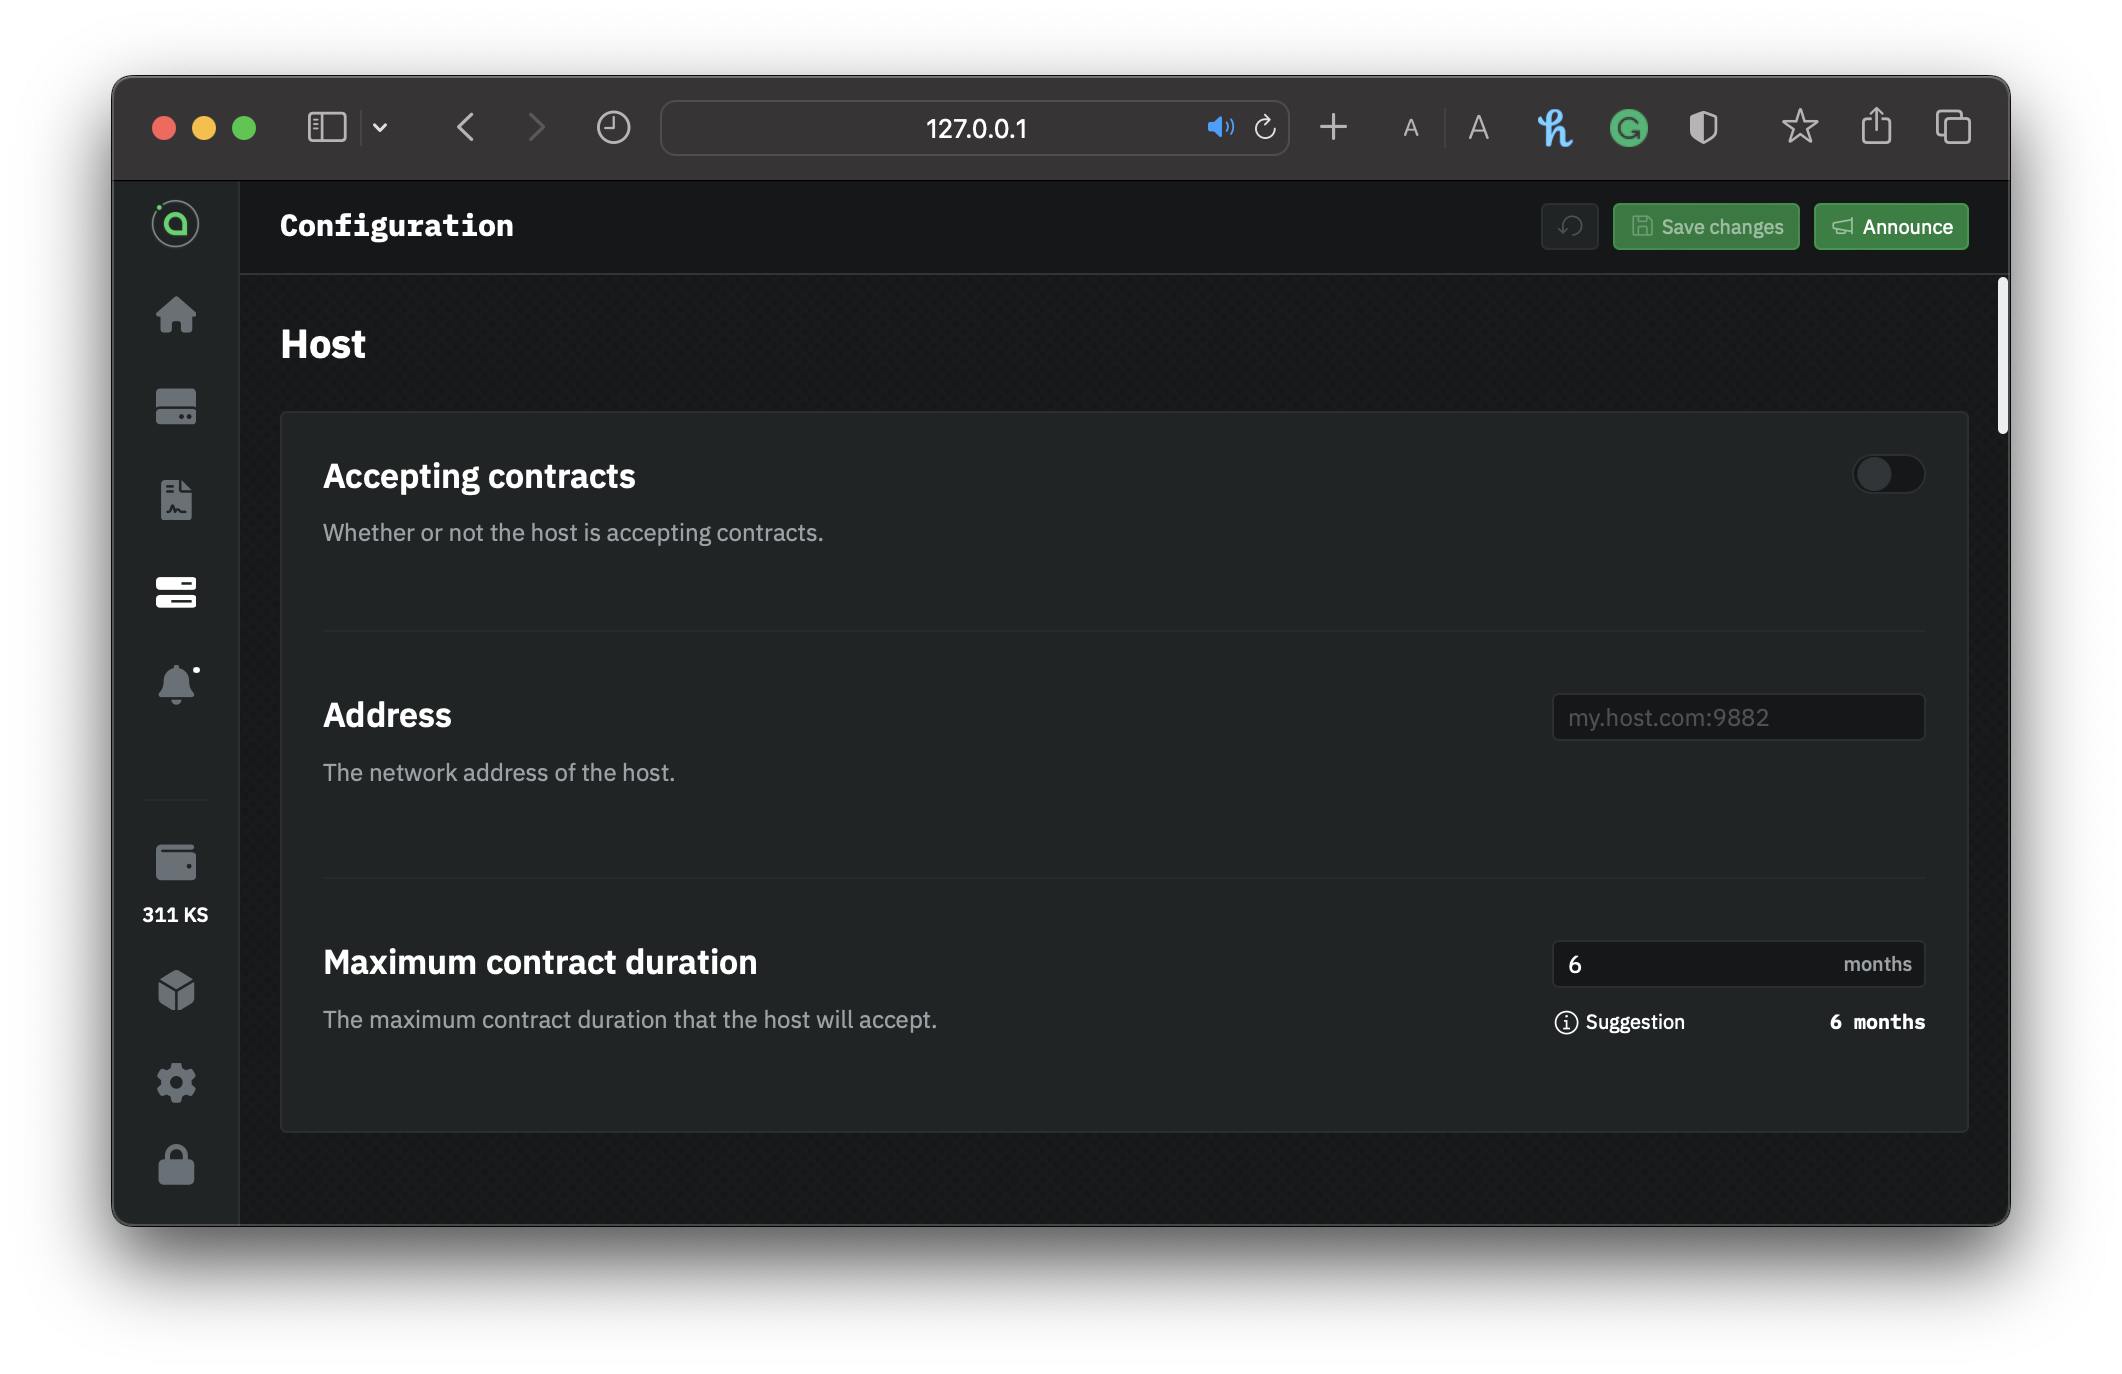 127.0.0.1
A A
Configuration
Save changes
Announce
Host
Accepting contracts
Whether or not the host is accepting contracts.
Address
my.host.com:9882
The network address of the host.
311 KS
Maximum contract duration
6 months
The maximum contract duration that the host will accept.
Suggestion 6 months